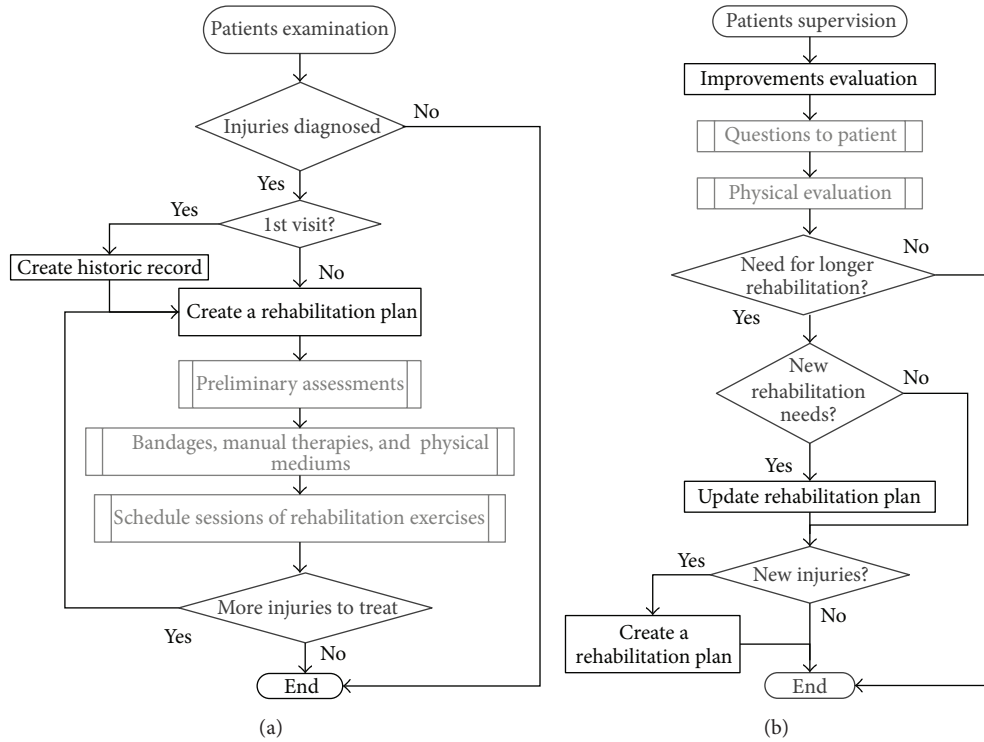 Patients examination
Injuries diagnosed
No
Yes
Yes
1st visit?
Create historic record
No
Create a rehabilition plan
Preliminary assessments
Bandages, manual therapies, and physical
mediums
Schedule sessions of rehabilitation exercises
More injuries to treat
Yes
No
End
(a)
Patients supervision
Improvements evaluation
Questions to patient
Physical evaluation
No
Need for longer
rehabilitation?
Yes
New
rehabilitation
needs?
No
Yes
Update rehabilitation plan
Yes
New injuries?
No
Create a
rehabilitation plan
End
(b)